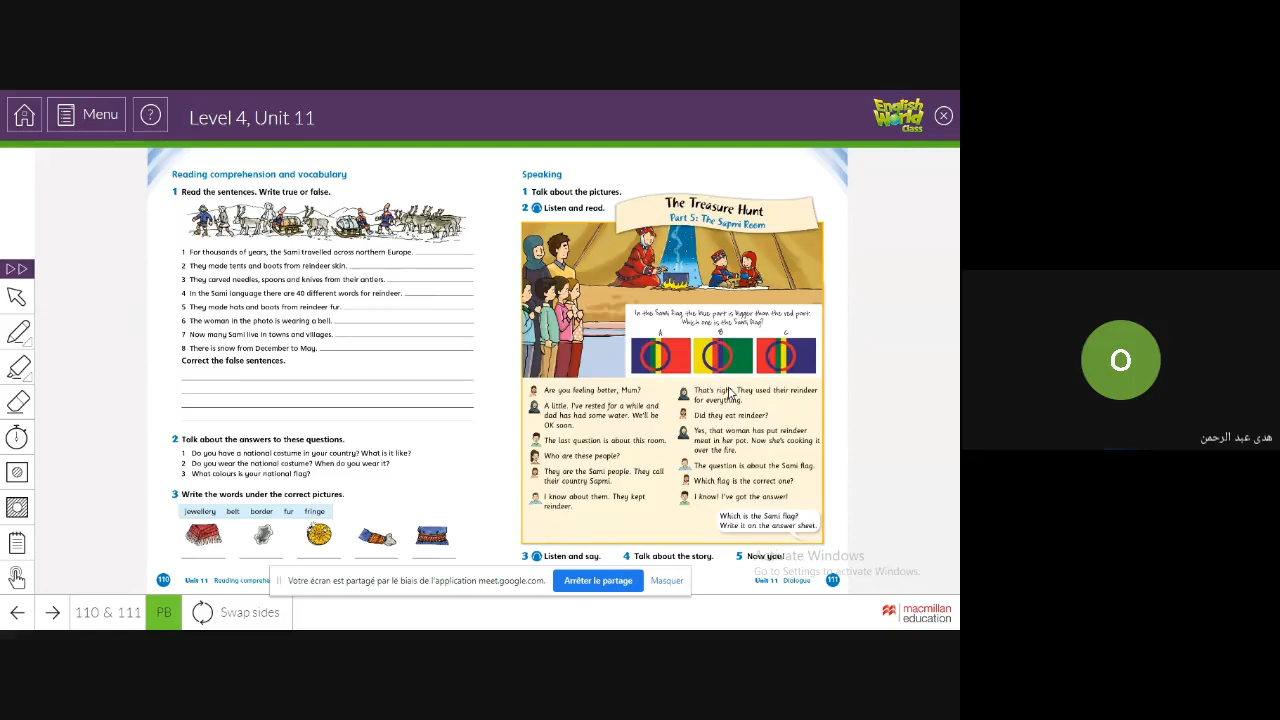 Menu
?
Level 4, Unit 11
English
World
Class
Reading comprehension and vocabulary
1 Read the sentences. Write true or false.
1 For thousands of years, the Sami travelled across northern Europe.
2 They made tents and boots from reindeer skin.
3 They carved needles, spoons and knives from their antlers.
4 In the Sami language there are 40 different words for reindeer.
5 They made hats and boots from reindeer fur.
6 The woman in the photo is wearing a bell.
7 Now many Sami live in towns and villages.
8 There is snow from December to May.
Correct the false sentences.
2 Talk about the answers to these questions.
1 Do you have a national costume in your country? What is it like?
2 Do you wear the national costume? When do you wear it?
3 What colours is your national flag?
3 Write the words under the correct pictures.
jewellery belt border fur fringe
110 Unit 11 Reading comprehe
Speaking
1 Talk about the pictures.
2 Listen and read.
The Treasure Hunt
Part 5: The Sapmi Room
In the Sami flag the blue part is bigger than the red part.
Which one is the Sami flag?
A B C
Are you feeling better, Mum?
A little. I've rested for a while and
dad has had some water. We'll be
OK soon.
The last question is about this room.
Who are these people?
They are the Sami people. They call
their country Sapmi.
I know about them. They kept
reindeer.
That's right. They used their reindeer
for everything.
Did they eat reindeer?
Yes, that woman has put reindeer
meat in her pot. Now she's cooking it
over the fire.
The question is about the Sami flag.
Which flag is the correct one?
I know! I've got the answer!
Which is the Sami flag?
Write it on the answer sheet.
3 Listen and say. 4 Talk about the story. 5 Now you!
Unit 11 Dialogue 111
Activate Windows
Go to Settings to activate Windows.
Votre écran est partagé par le biais de l'application meet.google.com.
Arrêter le partage
Masquer
110 & 111
PB
Swap sides
macmillan
education
O
هدى عبد الرحمن